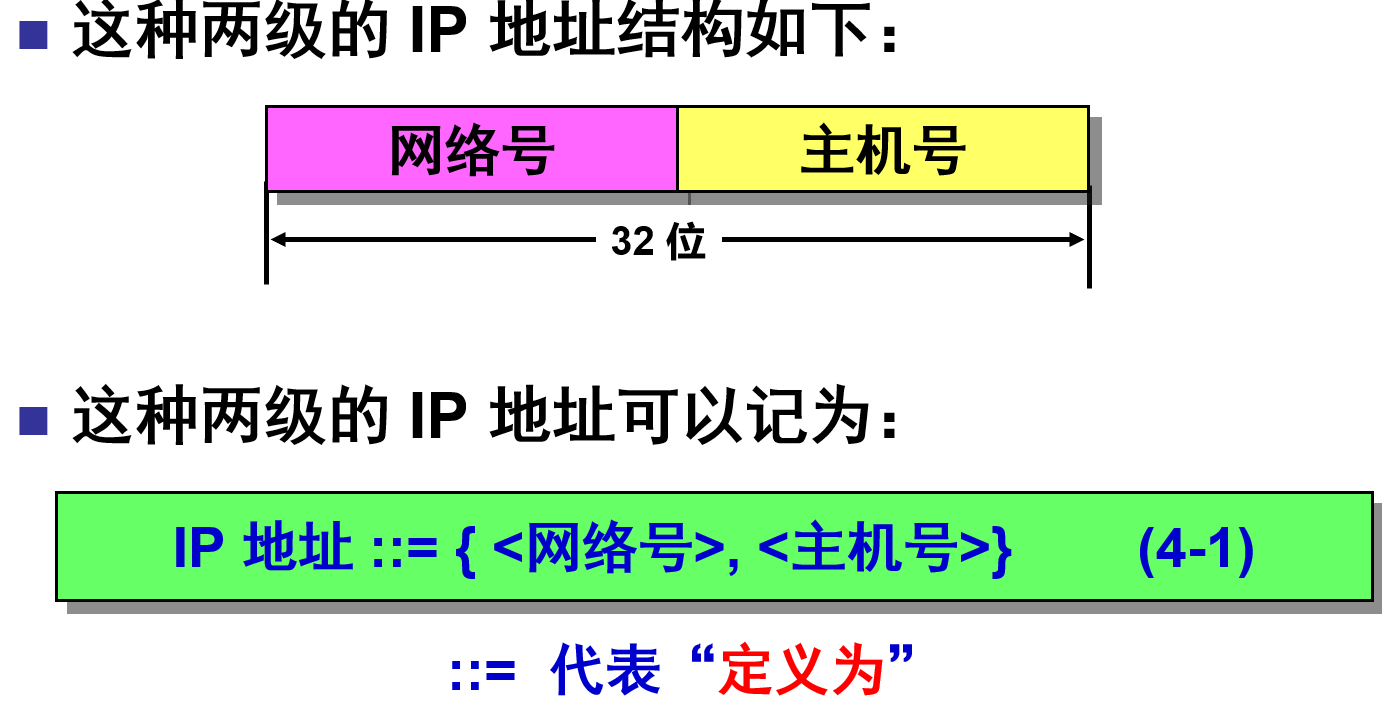 ■ 这种两级的 IP 地址结构如下：
网络号 主机号
32 位
■ 这种两级的 IP 地址可以记为：
IP 地址 ::= { <网络号>, <主机号>} (4-1)
::= 代表“定义为”